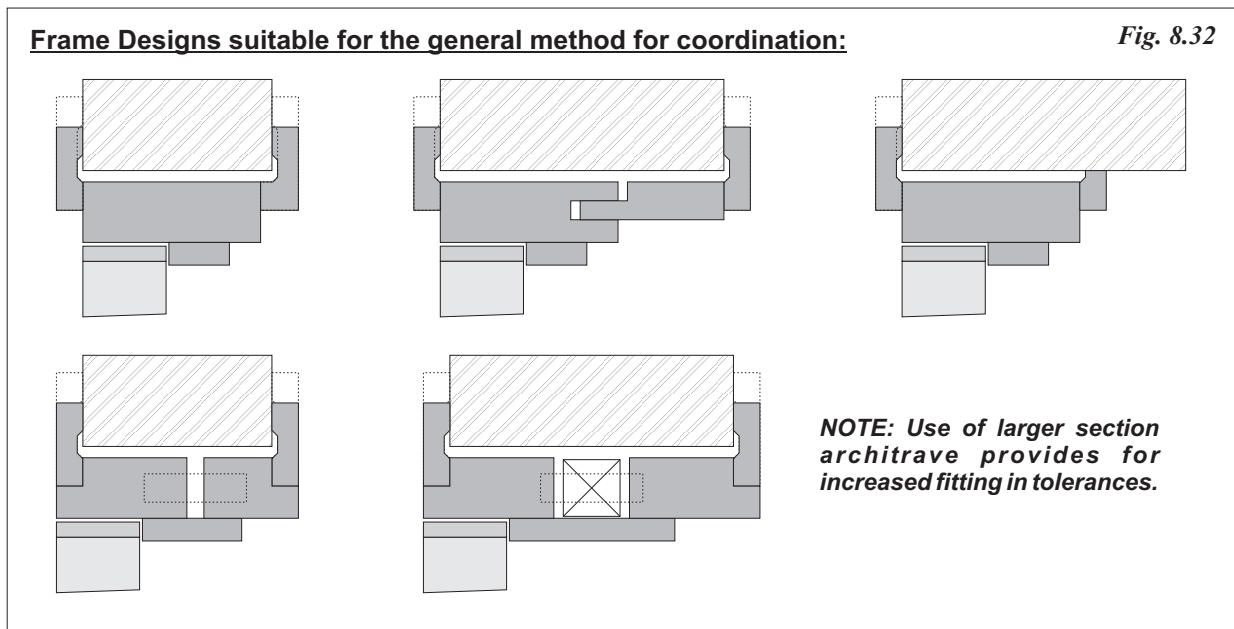 Frame Designs suitable for the general method for coordination:
Fig. 8.32
NOTE: Use of larger section
architrave provides for
increased fitting in tolerances.